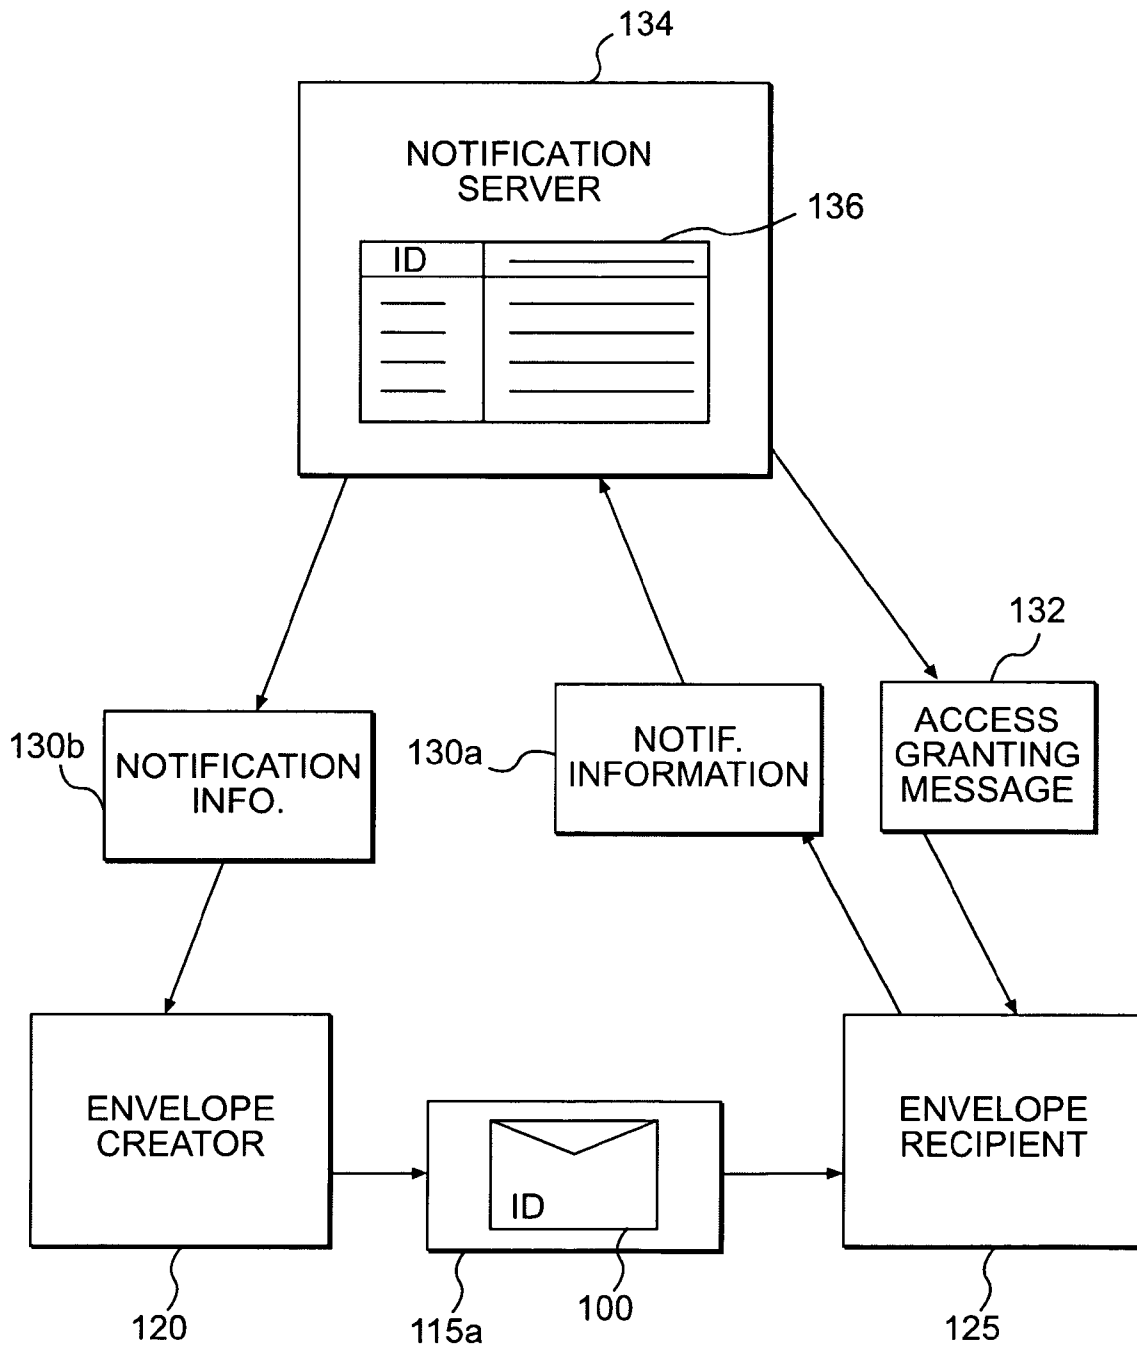 134
NOTIFICATION
SERVER
136
ID
132
130b
NOTIFICATION
INFO.
130a
NOTIF.
INFORMATION
ACCESS
GRANTING
MESSAGE
ENVELOPE
CREATOR
ID
ENVELOPE
RECIPIENT
120
115a
100
125